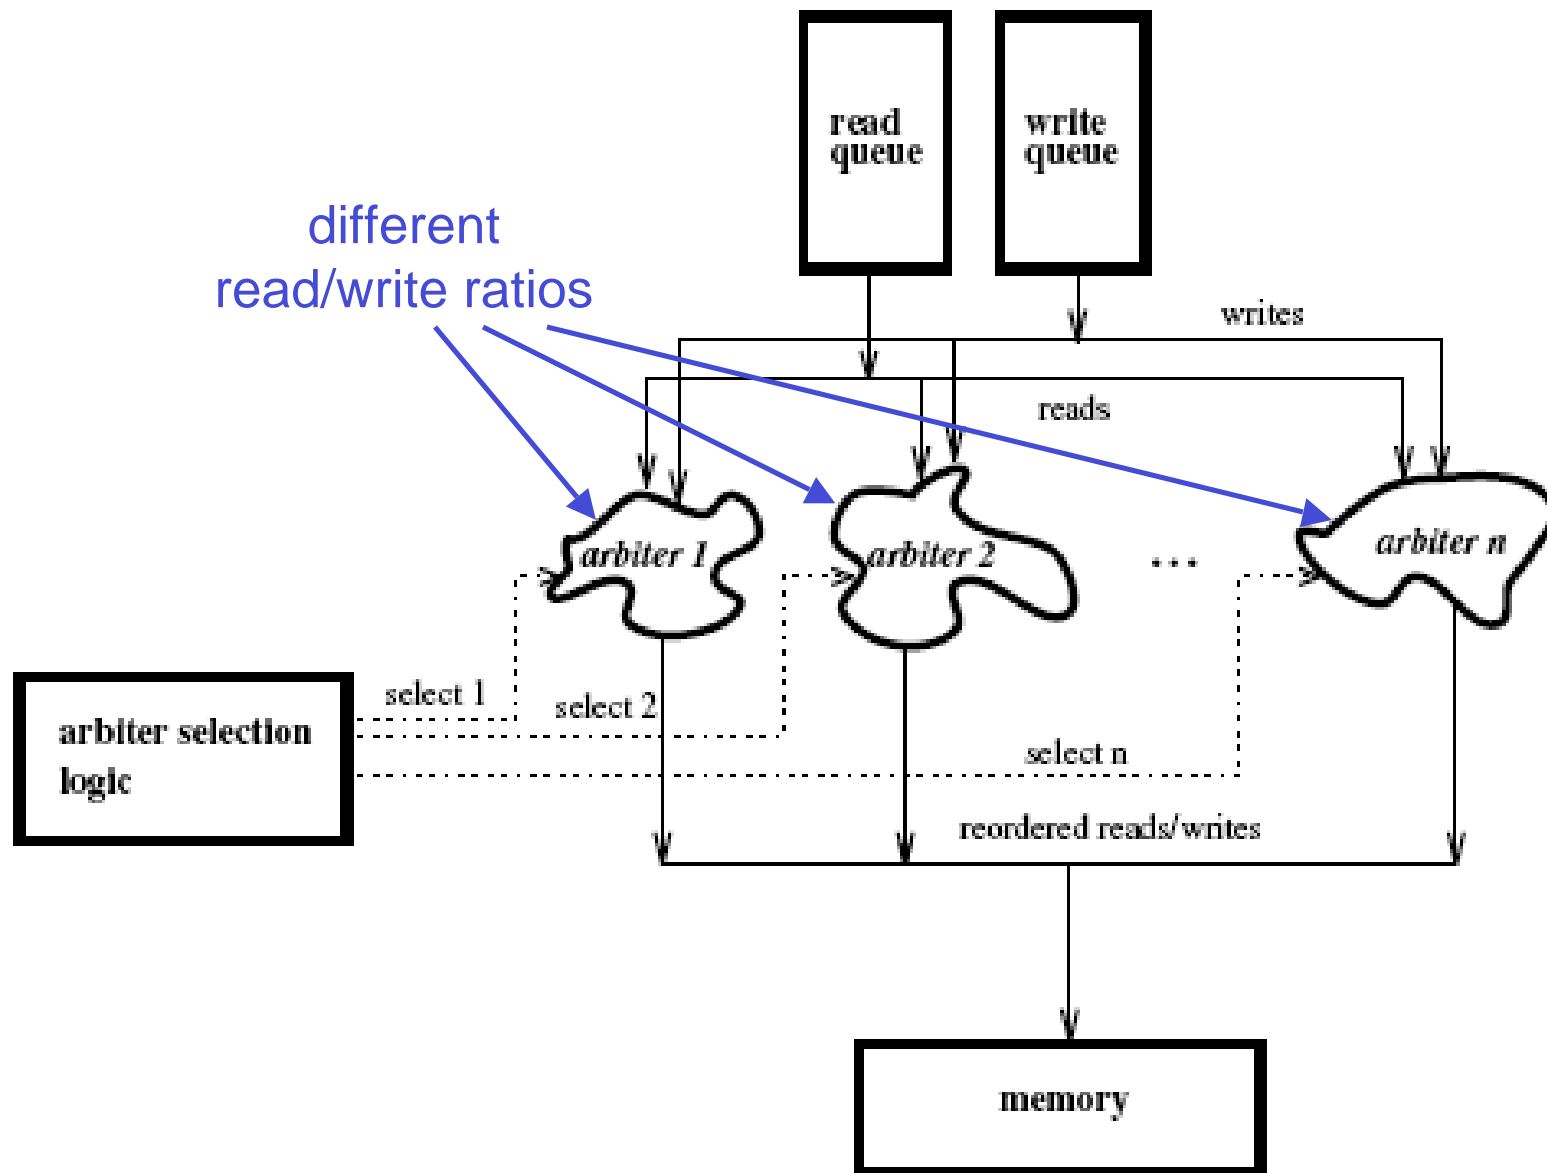 read
queue
write
queue
different
read/write ratios
writes
reads
arbiter 1
arbiter 2
...
arbiter n
select 1
select 2
arbiter selection
logic
select n
reordered reads/writes
memory